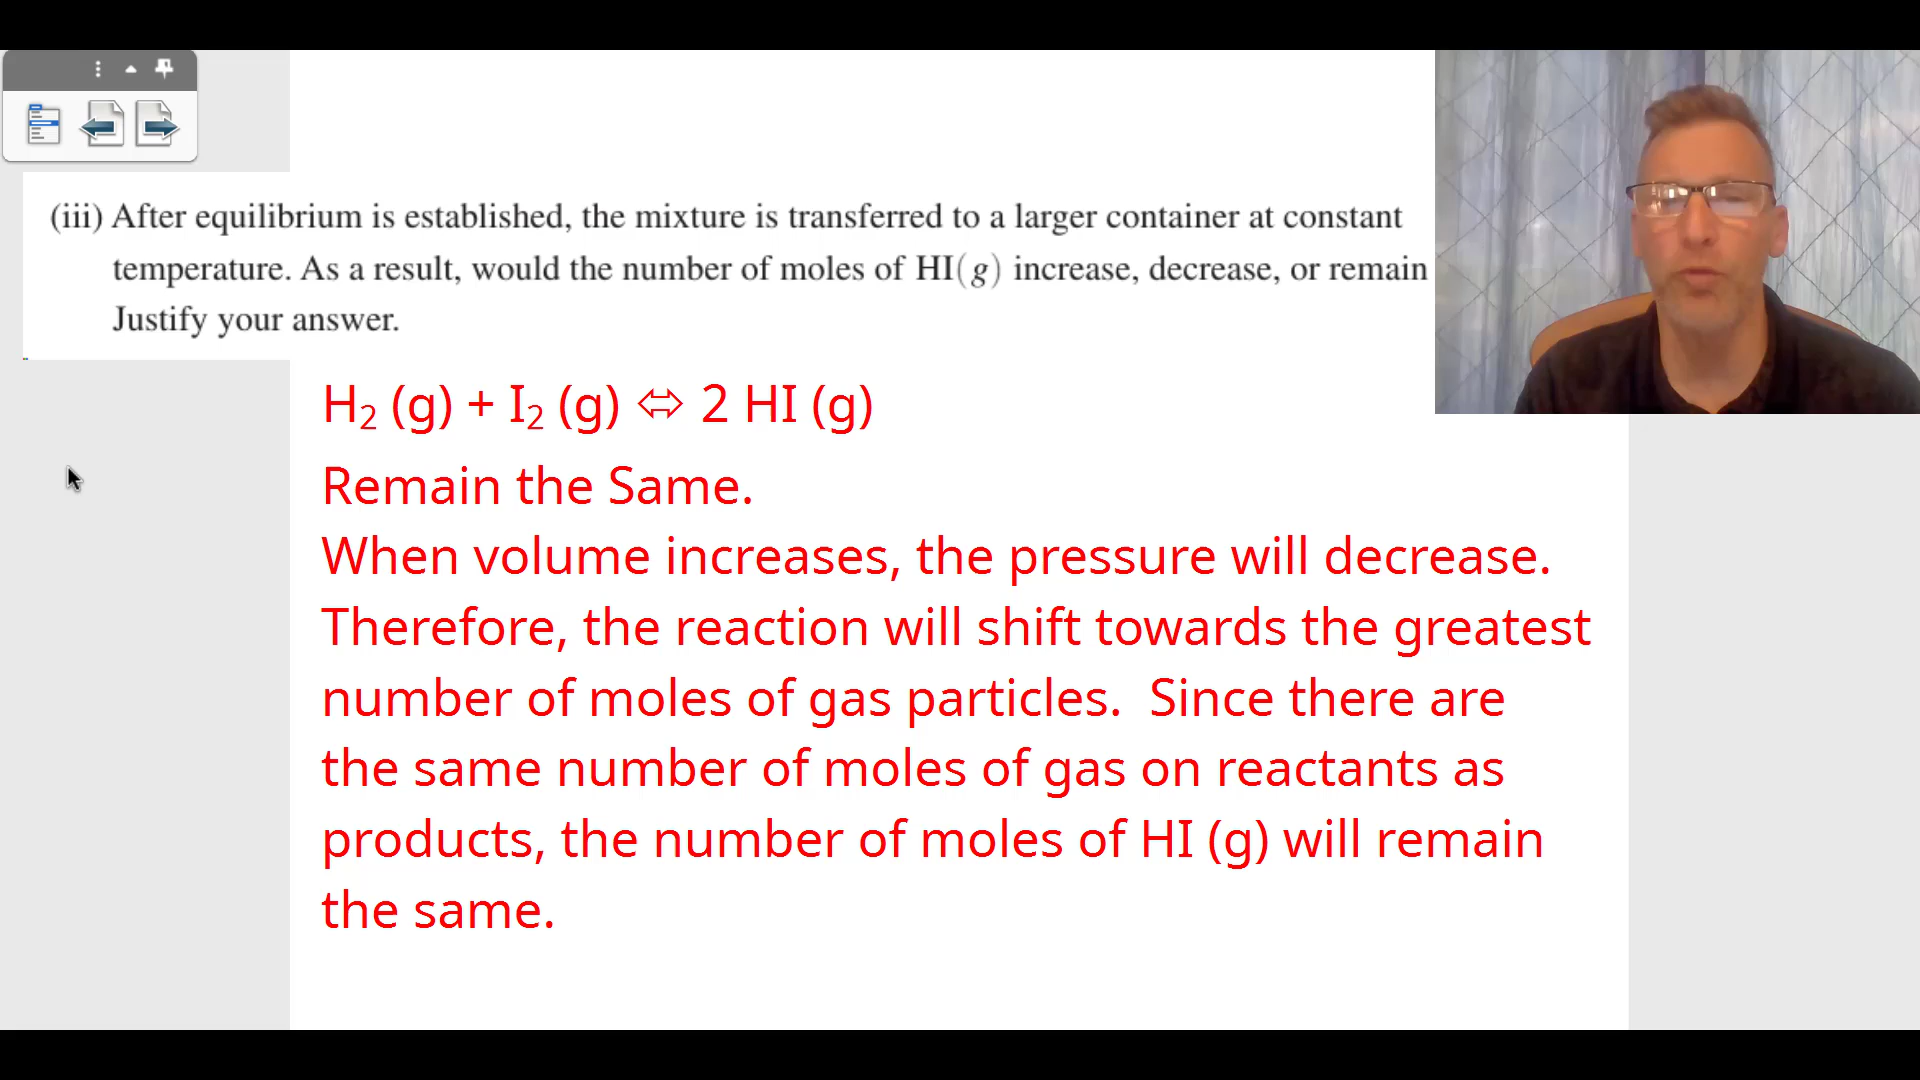 (iii) After equilibrium is established, the mixture is transferred to a larger container at constant
temperature. As a result, would the number of moles of HI(g) increase, decrease, or remain
Justify your answer.
H₂ (g) + I₂ (g) ⬄ 2 HI (g)
Remain the Same.
When volume increases, the pressure will decrease.
Therefore, the reaction will shift towards the greatest
number of moles of gas particles.  Since there are
the same number of moles of gas on reactants as
products, the number of moles of HI (g) will remain
the same.